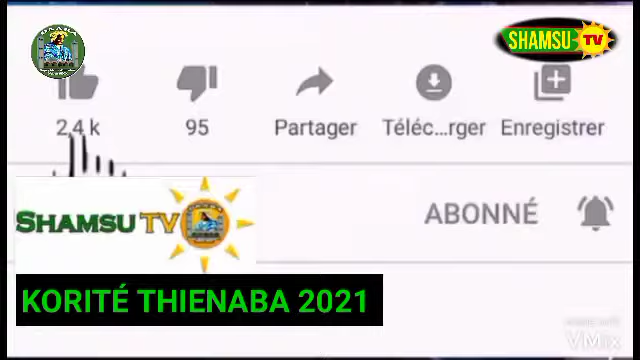 SHAMSU TV
2,4 k
95
Partager
Téléc...rger
Enregistrer
ABONNÉ
SHAMSU TV
KORITÉ THIENABA 2021
VMix